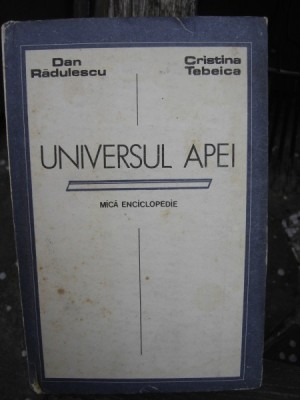 Dan Rădulescu
Cristina Tebeica
UNIVERSUL APEI
MICĂ ENCICLOPEDIE